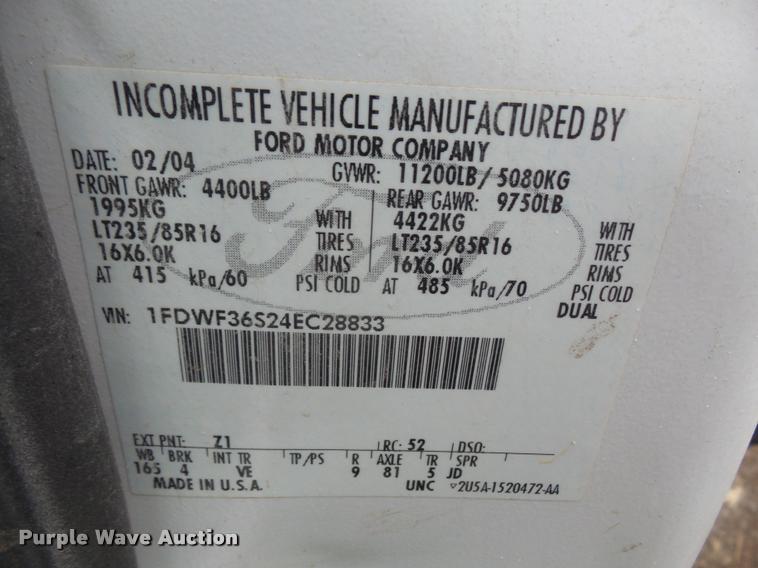 INCOMPLETE VEHICLE MANUFACTURED BY
FORD MOTOR COMPANY
DATE: 02/04 GVWR: 11200LB/5080KG
FRONT GAWR: 4400LB REAR GAWR: 9750LB
1995KG WITH 4422KG WITH
LT235/85R16 TIRES LT235/85R16 TIRES
16X6.0K RIMS 16X6.0K RIMS
AT 415 kPa/60 PSI COLD AT 485 kPa/70 PSI COLD
DUAL
Ford
VIN: 1FDWF36S24EC28833
EXT PNT: Z1 RC: 52 DSO:
WB BRK INT TR TP/PS R AXLE TR SPR
165 4 VE 9 81 5 JD
MADE IN U.S.A. UNC 2U5A-1520472-AA
Purple Wave Auction